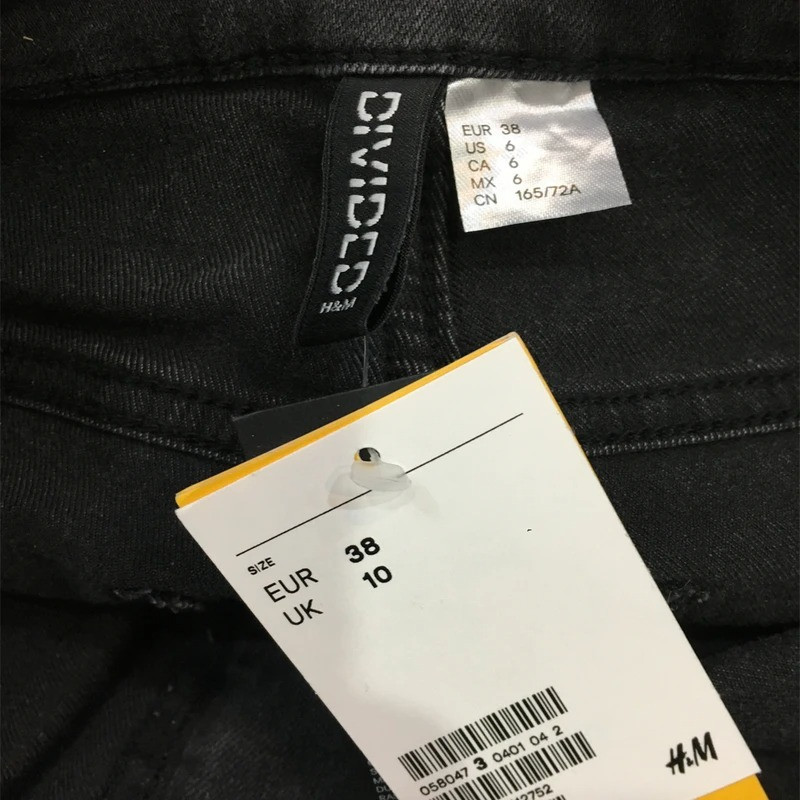 DIVIDED
H&M
EUR 38
US 6
CA 6
MX 6
CN 165/72A
SIZE
EUR 38
UK 10
058047 3 0401 04 2
H&M